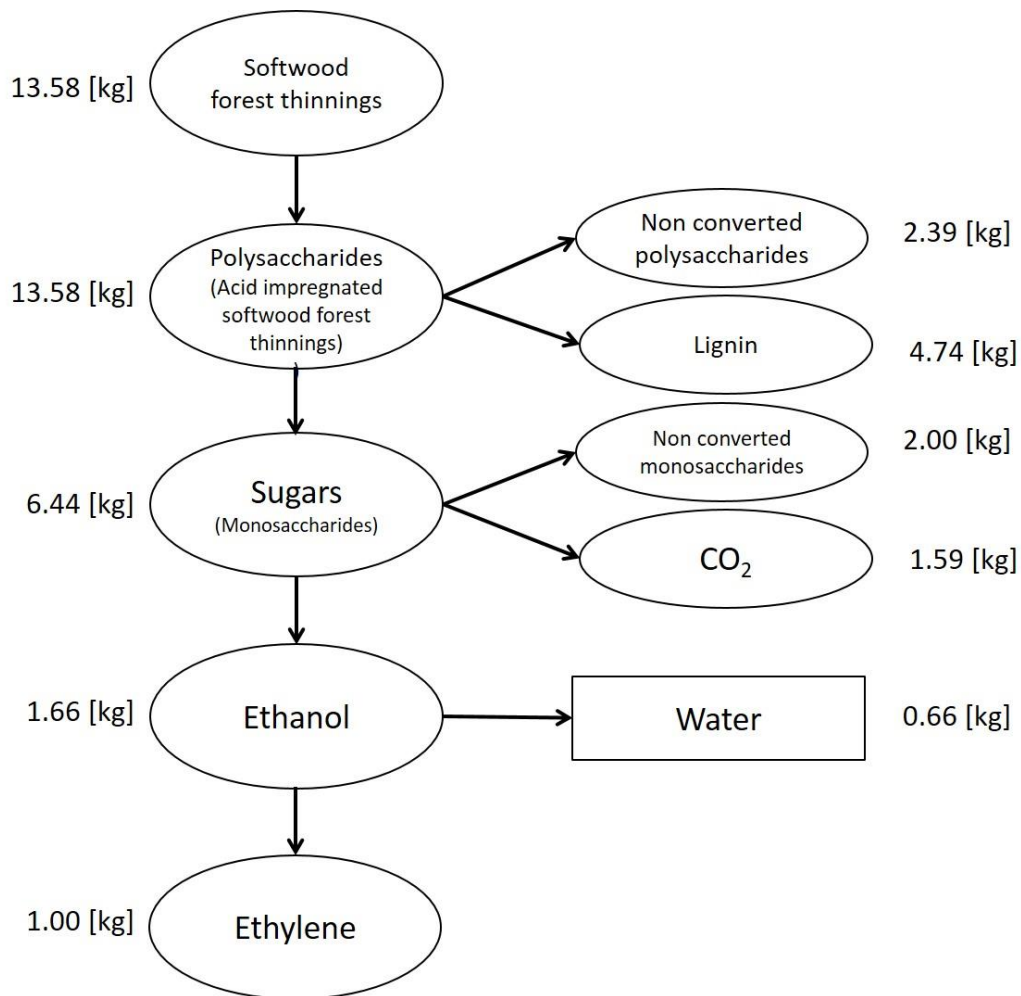 13.58 [kg]
Softwood
forest thinnings
13.58 [kg]
Polysaccharides
(Acid impregnated
softwood forest
thinnings)
)
Non converted
polysaccharides
2.39 [kg]
Lignin
4.74 [kg]
6.44 [kg]
Sugars
(Monosaccharides)
Non converted
monosaccharides
2.00 [kg]
CO₂
1.59 [kg]
1.66 [kg]
Ethanol
Water
0.66 [kg]
1.00 [kg]
Ethylene